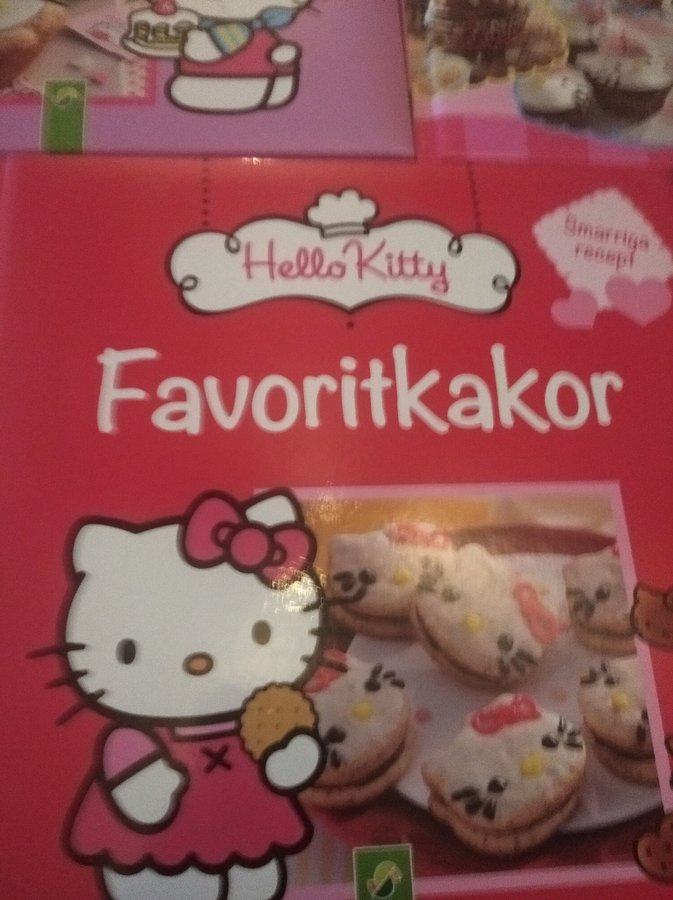 Hello Kitty
Smarriga
recept
Favoritkakor